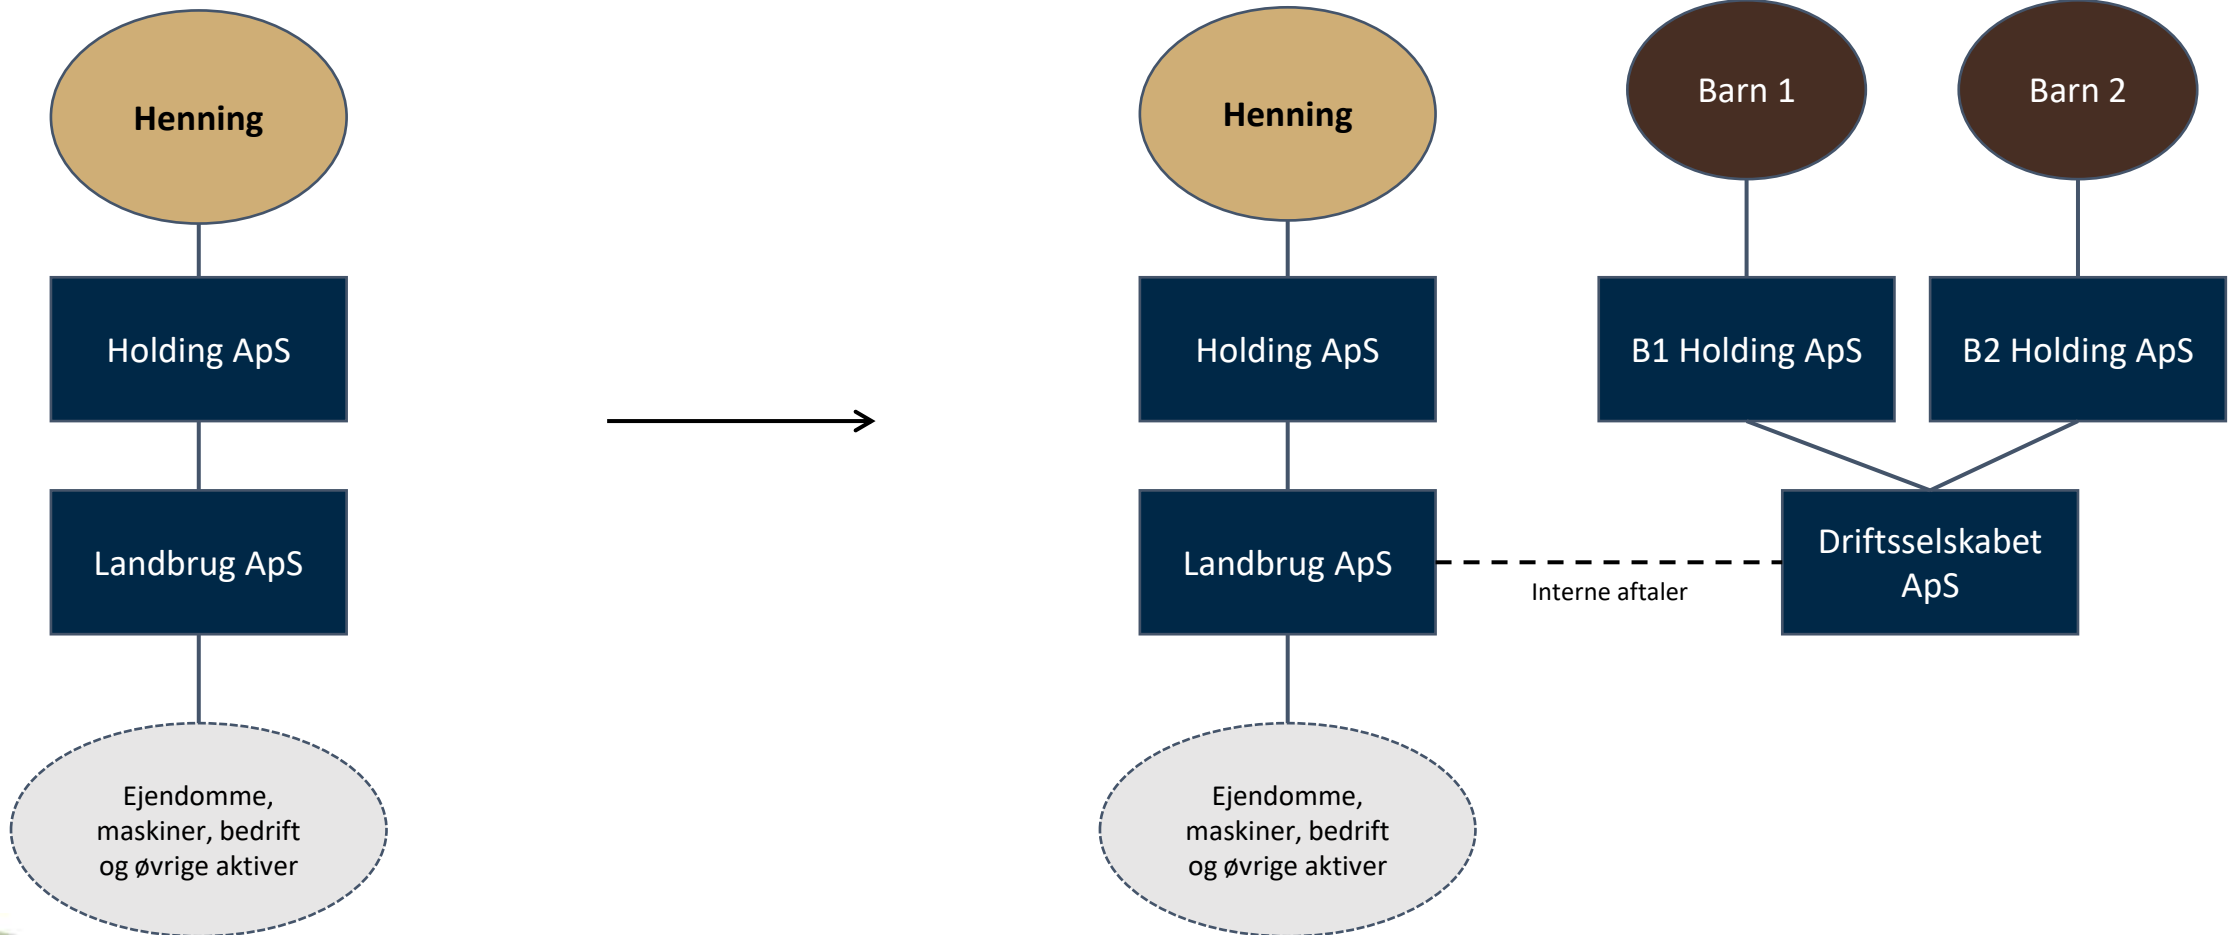 Henning
Holding ApS
Landbrug ApS
Ejendomme,
maskiner, bedrift
og øvrige aktiver
Henning
Holding ApS
Landbrug ApS
Ejendomme,
maskiner, bedrift
og øvrige aktiver
Interne aftaler
Barn 1
Barn 2
B1 Holding ApS
B2 Holding ApS
Driftsselskabet
ApS